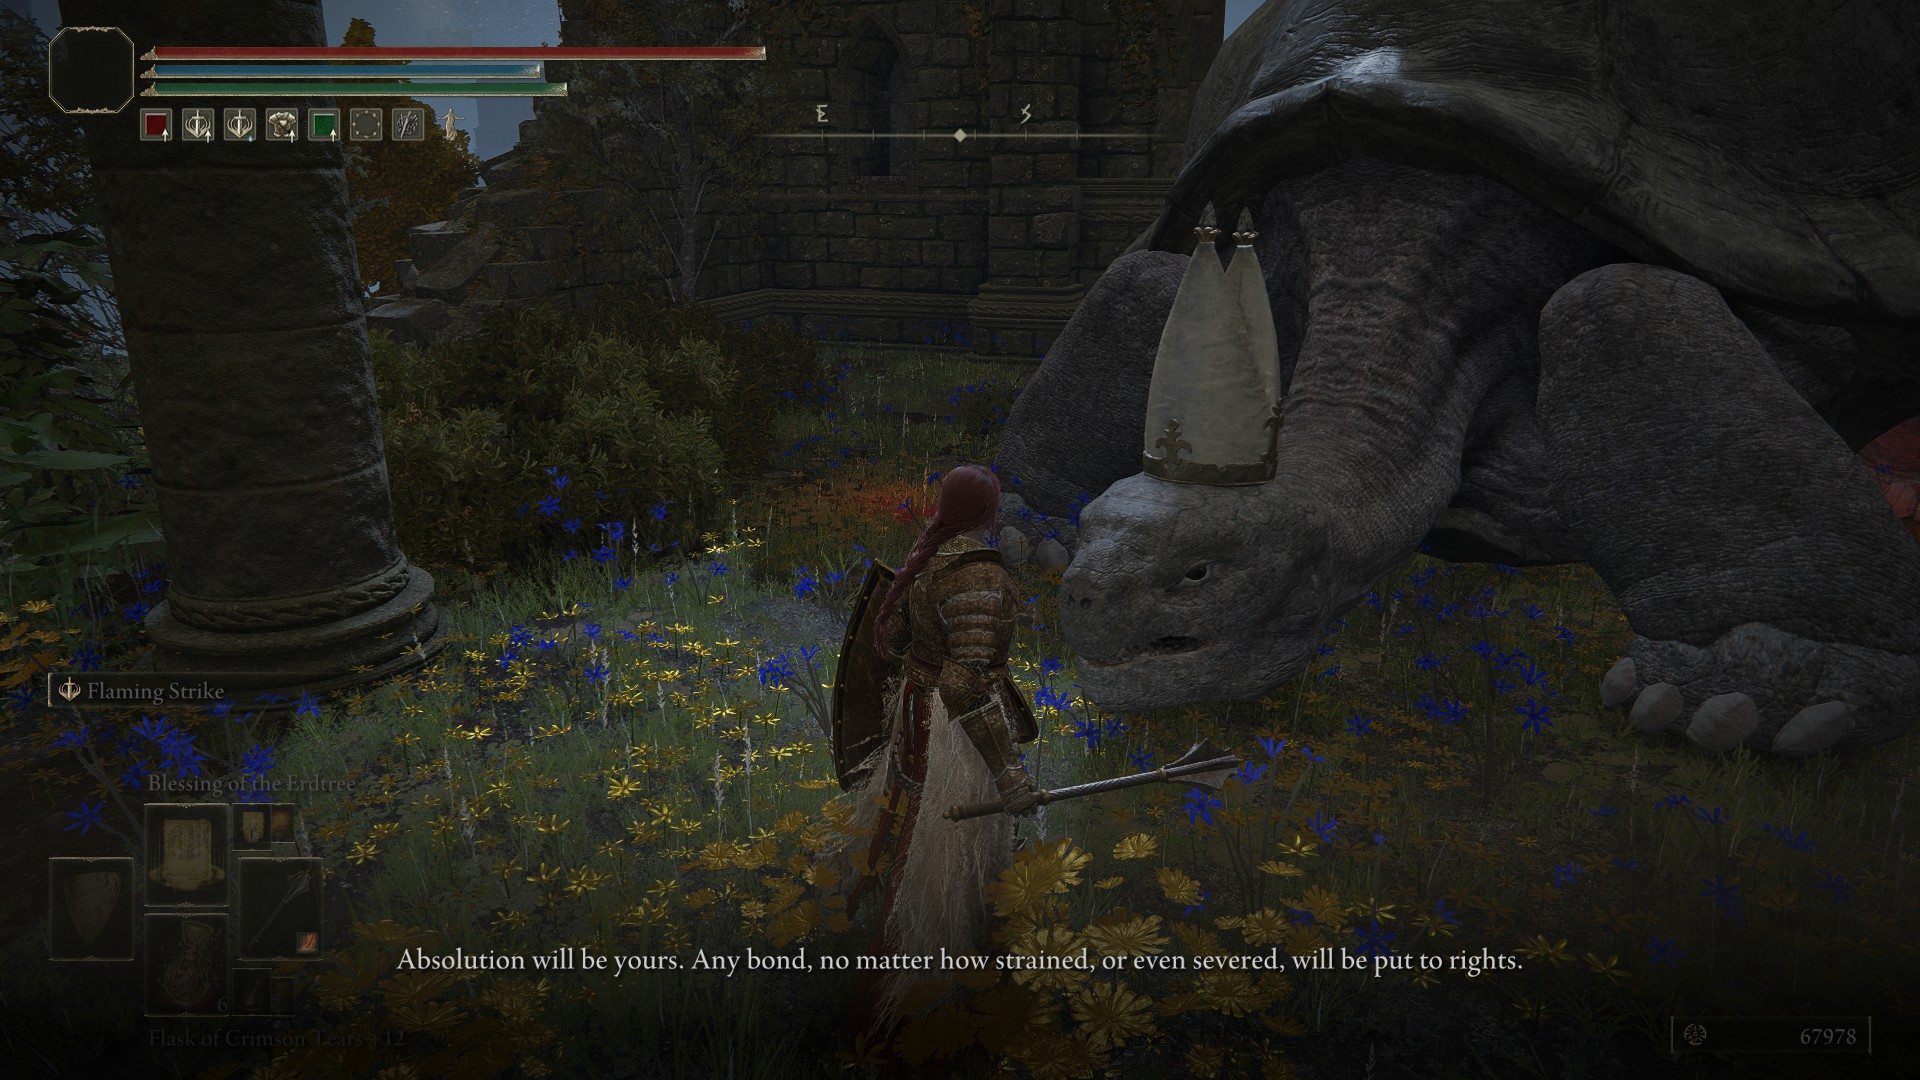 E S
Flaming Strike
Blessing of the Erdtree
6
Absolution will be yours. Any bond, no matter how strained, or even severed, will be put to rights.
Flask of Crimson Tears +12
67978